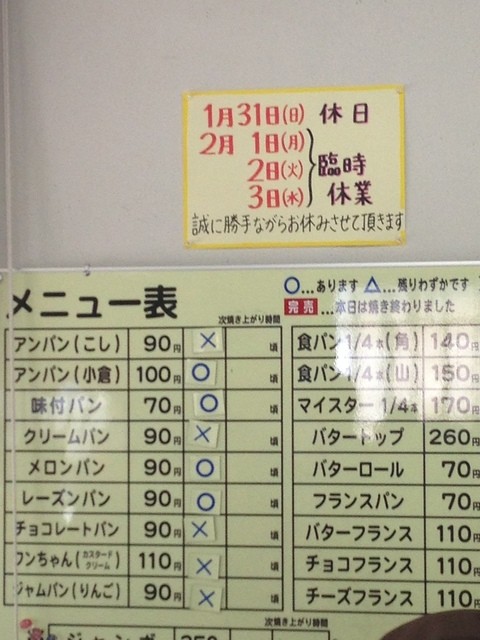 1月31日(日) 休日
2月 1日(月)
2日(火) 臨時
3日(水) 休業
誠に勝手ながらお休みさせて頂きます
メニュー表
次焼き上がり時間
○…あります △…残りわずかです
完売…本日は焼き終わりました
アンパン(こし) 90円 × 頃
アンパン(小倉) 100円 ○ 頃
味付パン 70円 ○ 頃
クリームパン 90円 × 頃
メロンパン 90円 ○ 頃
レーズンパン 90円 ○ 頃
チョコレートパン 90円 × 頃
ワンちゃん(カスタードクリーム) 110円 × 頃
ジャムパン(りんご) 90円 × 頃
食パン1/4本(角) 140円
食パン1/4本(山) 150円
マイスター1/4本 170円
バタートップ 260円
バターロール 70円
フランスパン 70円
バターフランス 110円
チョコフランス 110円
チーズフランス 110円
次焼き上がり時間